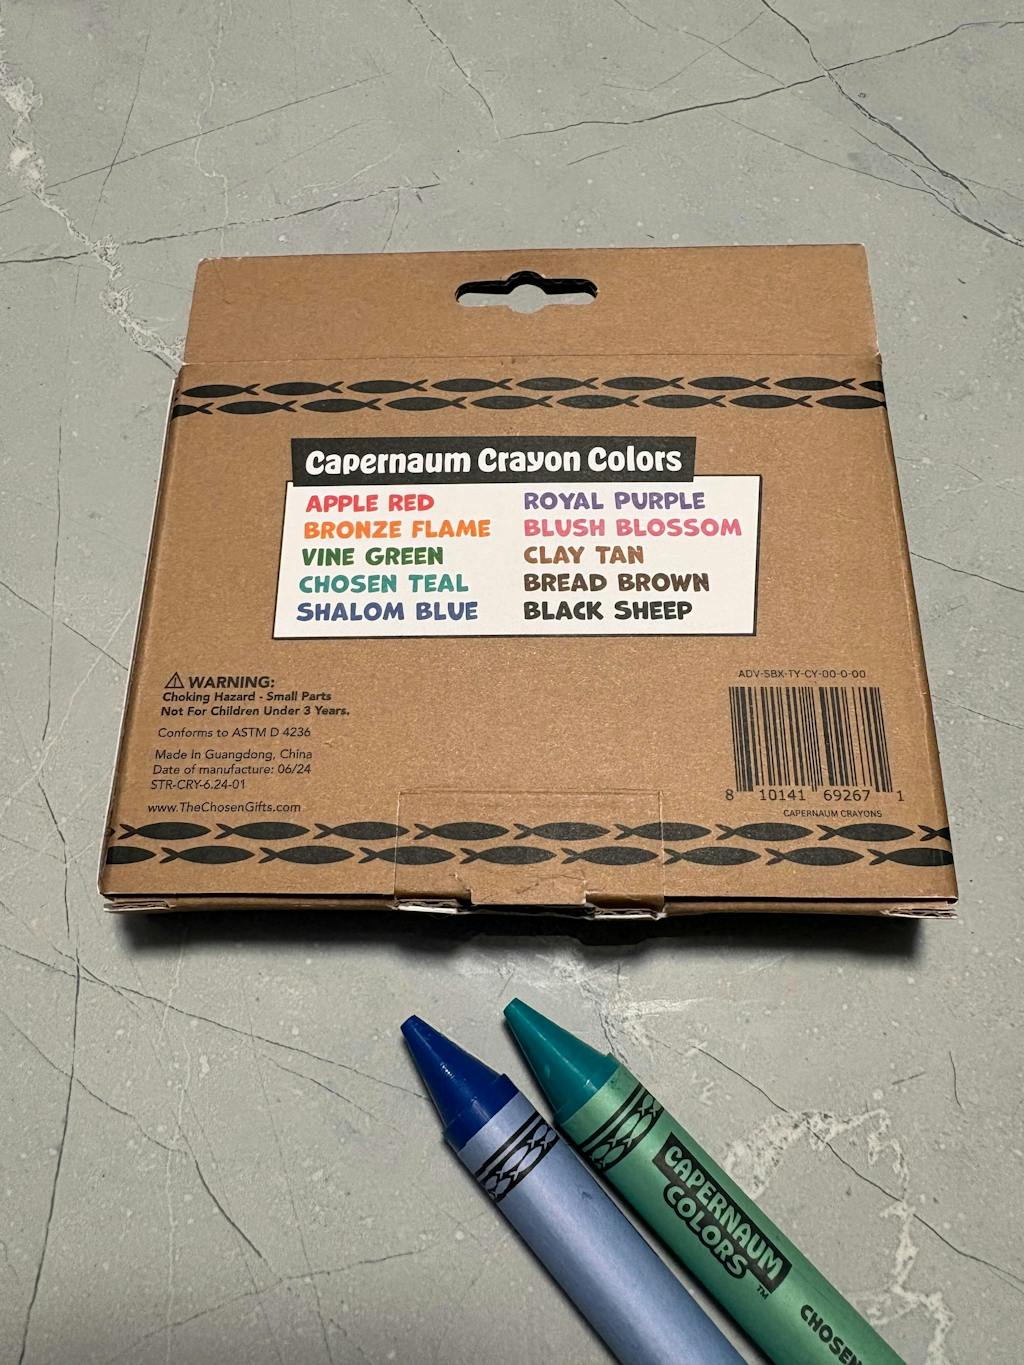 Capernaum Crayon Colors
APPLE RED
BRONZE FLAME
VINE GREEN
CHOSEN TEAL
SHALOM BLUE
ROYAL PURPLE
BLUSH BLOSSOM
CLAY TAN
BREAD BROWN
BLACK SHEEP
WARNING:
Choking Hazard - Small Parts
Not For Children Under 3 Years.
Conforms to ASTM D 4236
Made In Guangdong, China
Date of manufacture: 06/24
STR-CRY-6.24-01
www.TheChosenGifts.com
ADV-SBX-TY-CY-00-0-00
8 10141 69267 1
CAPERNAUM CRAYONS
CAPERNAUM
COLORS™
CHOSEN